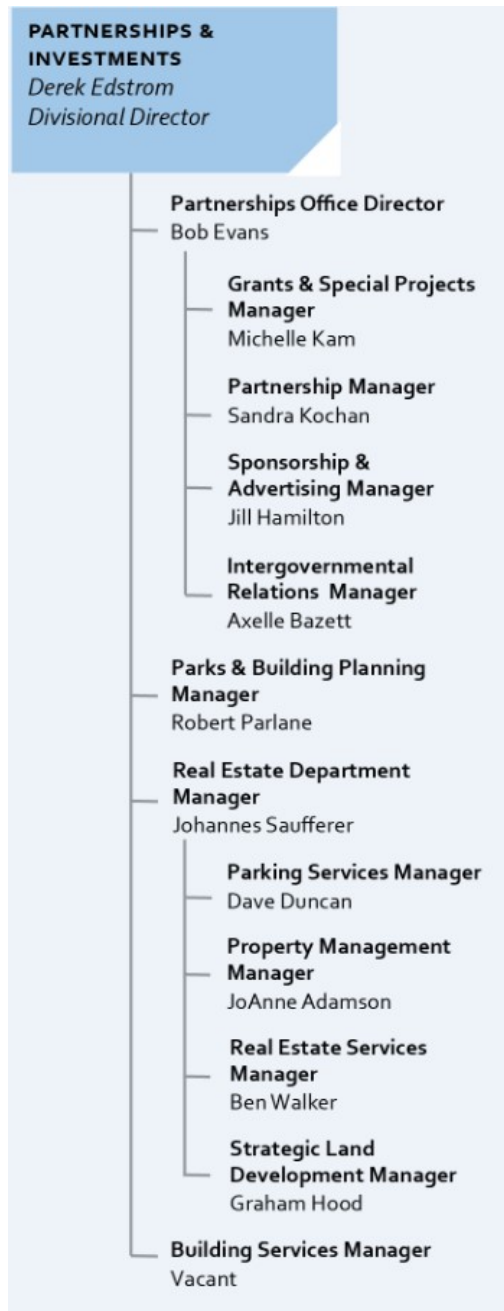 PARTNERSHIPS &
INVESTMENTS
Derek Edstrom
Divisional Director
Partnerships Office Director
Bob Evans
Grants & Special Projects
Manager
Michelle Kam
Partnership Manager
Sandra Kochan
Sponsorship &
Advertising Manager
Jill Hamilton
Intergovernmental
Relations Manager
Axelle Bazett
Parks & Building Planning
Manager
Robert Parlane
Real Estate Department
Manager
Johannes Saufferer
Parking Services Manager
Dave Duncan
Property Management
Manager
JoAnne Adamson
Real Estate Services
Manager
Ben Walker
Strategic Land
Development Manager
Graham Hood
Building Services Manager
Vacant